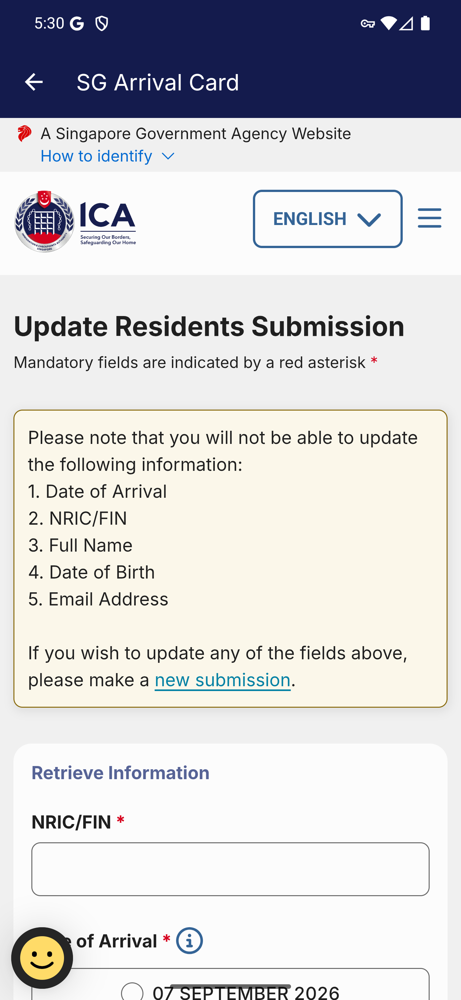 5:30
SG Arrival Card
A Singapore Government Agency Website
How to identify
ICA
Securing Our Borders,
Safeguarding Our Home
IMMIGRATION & CHECKPOINTS AUTHORITY
SINGAPORE
ENGLISH
Update Residents Submission
Mandatory fields are indicated by a red asterisk *
Please note that you will not be able to update
the following information:
1. Date of Arrival
2. NRIC/FIN
3. Full Name
4. Date of Birth
5. Email Address
If you wish to update any of the fields above,
please make a new submission.
Retrieve Information
NRIC/FIN *
of Arrival *
07 SEPTEMBER 2026